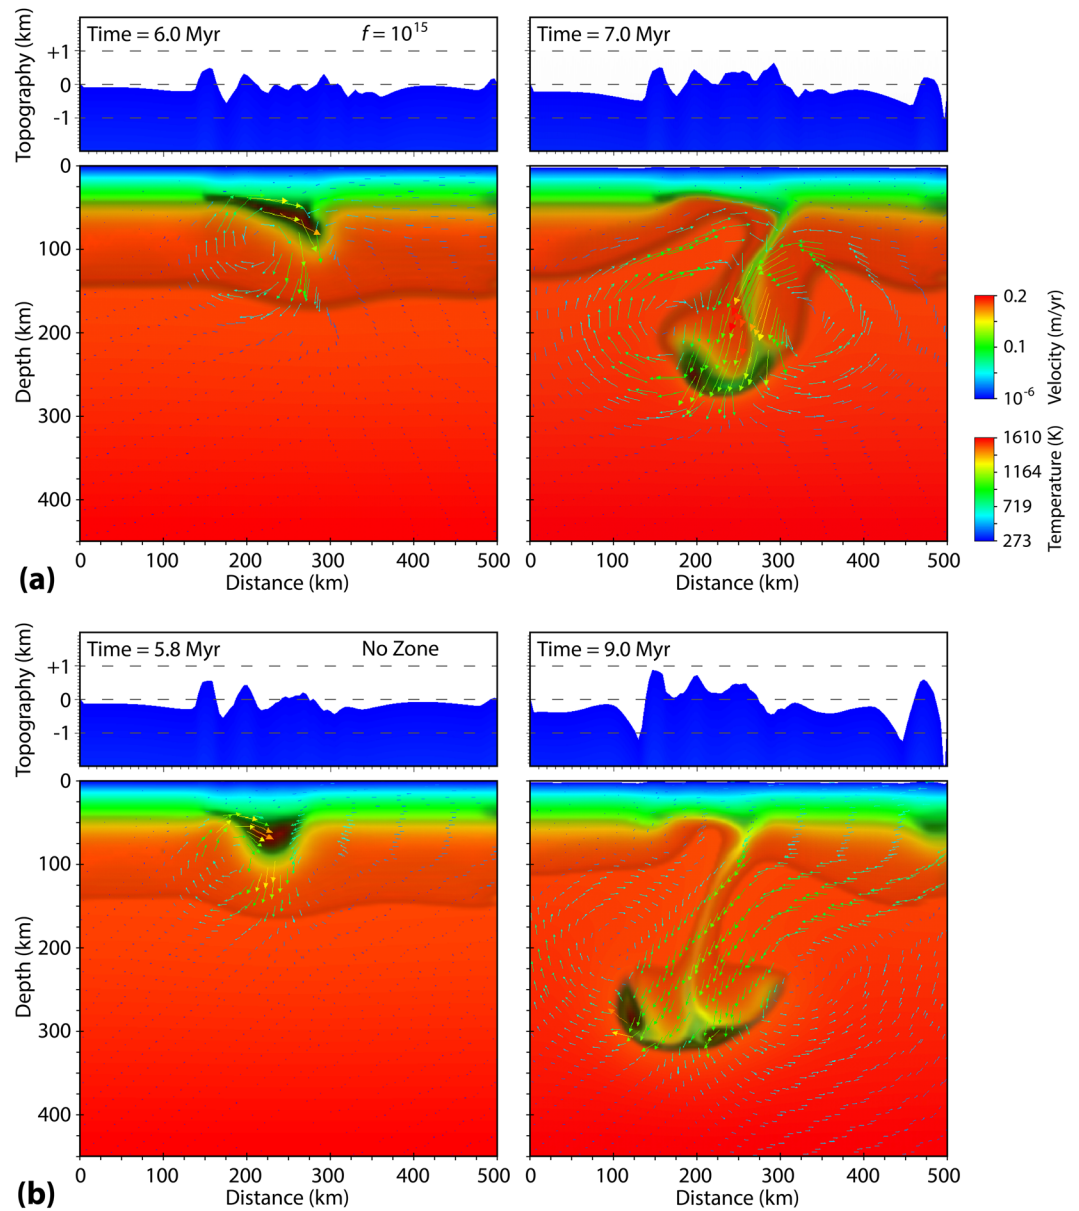 Time = 6.0 Myr
f = 10¹⁵
Topography (km)
+1
0
-1
Time = 7.0 Myr
0
100
200
300
400
Depth (km)
0
100
200
300
400
500
Distance (km)
0
100
200
300
400
500
Distance (km)
0.2
0.1
10⁻⁶
Velocity (m/yr)
1610
1164
719
273
Temperature (K)
(a)
Time = 5.8 Myr
No Zone
Topography (km)
+1
0
-1
Time = 9.0 Myr
0
100
200
300
400
Depth (km)
0
100
200
300
400
500
Distance (km)
0
100
200
300
400
500
Distance (km)
(b)